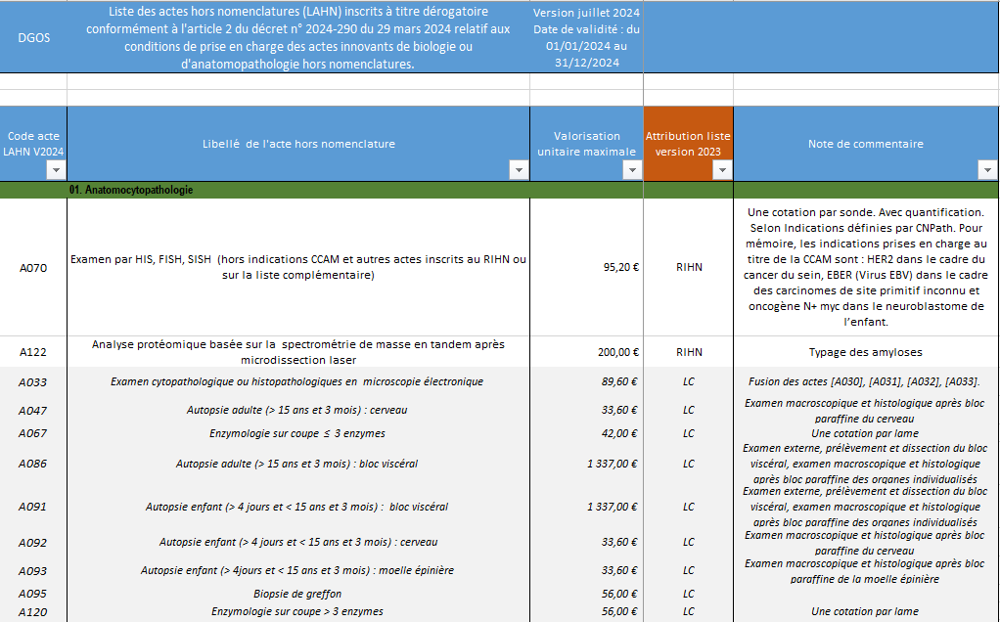 DGOS
Liste des actes hors nomenclatures (LAHN) inscrits à titre dérogatoire
conformément à l'article 2 du décret n° 2024-290 du 29 mars 2024 relatif aux
conditions de prise en charge des actes innovants de biologie ou
d'anatomopathologie hors nomenclatures.
Version juillet 2024
Date de validité : du
01/01/2024 au
31/12/2024
Code acte
LAHN V2024
Libellé de l'acte hors nomenclature
Valorisation
unitaire maximale
Attribution liste
version 2023
Note de commentaire
01. Anatomocytopathologie
A070
Examen par HIS, FISH, SISH (hors indications CCAM et autres actes inscrits au RIHN ou
sur la liste complémentaire)
95,20 €
RIHN
Une cotation par sonde. Avec quantification.
Selon Indications définies par CNPath. Pour
mémoire, les indications prises en charge au
titre de la CCAM sont : HER2 dans le cadre du
cancer du sein, EBER (Virus EBV) dans le cadre
des carcinomes de site primitif inconnu et
oncogène N+ myc dans le neuroblastome de
l'enfant.
A122
Analyse protéomique basée sur la spectrométrie de masse en tandem après
microdissection laser
200,00 €
RIHN
Typage des amyloses
A033
Examen cytopathologique ou histopathologiques en microscopie électronique
89,60 €
LC
Fusion des actes [A030], [A031], [A032], [A033].
A047
Autopsie adulte (> 15 ans et 3 mois) : cerveau
33,60 €
LC
Examen macroscopique et histologique après bloc
paraffine du cerveau
A067
Enzymologie sur coupe ≤ 3 enzymes
42,00 €
LC
Une cotation par lame
A086
Autopsie adulte (> 15 ans et 3 mois) : bloc viscéral
1 337,00 €
LC
Examen externe, prélèvement et dissection du bloc
viscéral, examen macroscopique et histologique
après bloc paraffine des organes individualisés
A091
Autopsie enfant (> 4 jours et < 15 ans et 3 mois) : bloc viscéral
1 337,00 €
LC
Examen externe, prélèvement et dissection du bloc
viscéral, examen macroscopique et histologique
après bloc paraffine des organes individualisés
A092
Autopsie enfant (> 4 jours et < 15 ans et 3 mois) : cerveau
33,60 €
LC
Examen macroscopique et histologique après bloc
paraffine du cerveau
A093
Autopsie enfant (> 4jours et < 15 ans et 3 mois) : moelle épinière
33,60 €
LC
Examen macroscopique et histologique après bloc
paraffine de la moelle épinière
A095
Biopsie de greffon
56,00 €
LC
A120
Enzymologie sur coupe > 3 enzymes
56,00 €
LC
Une cotation par lame